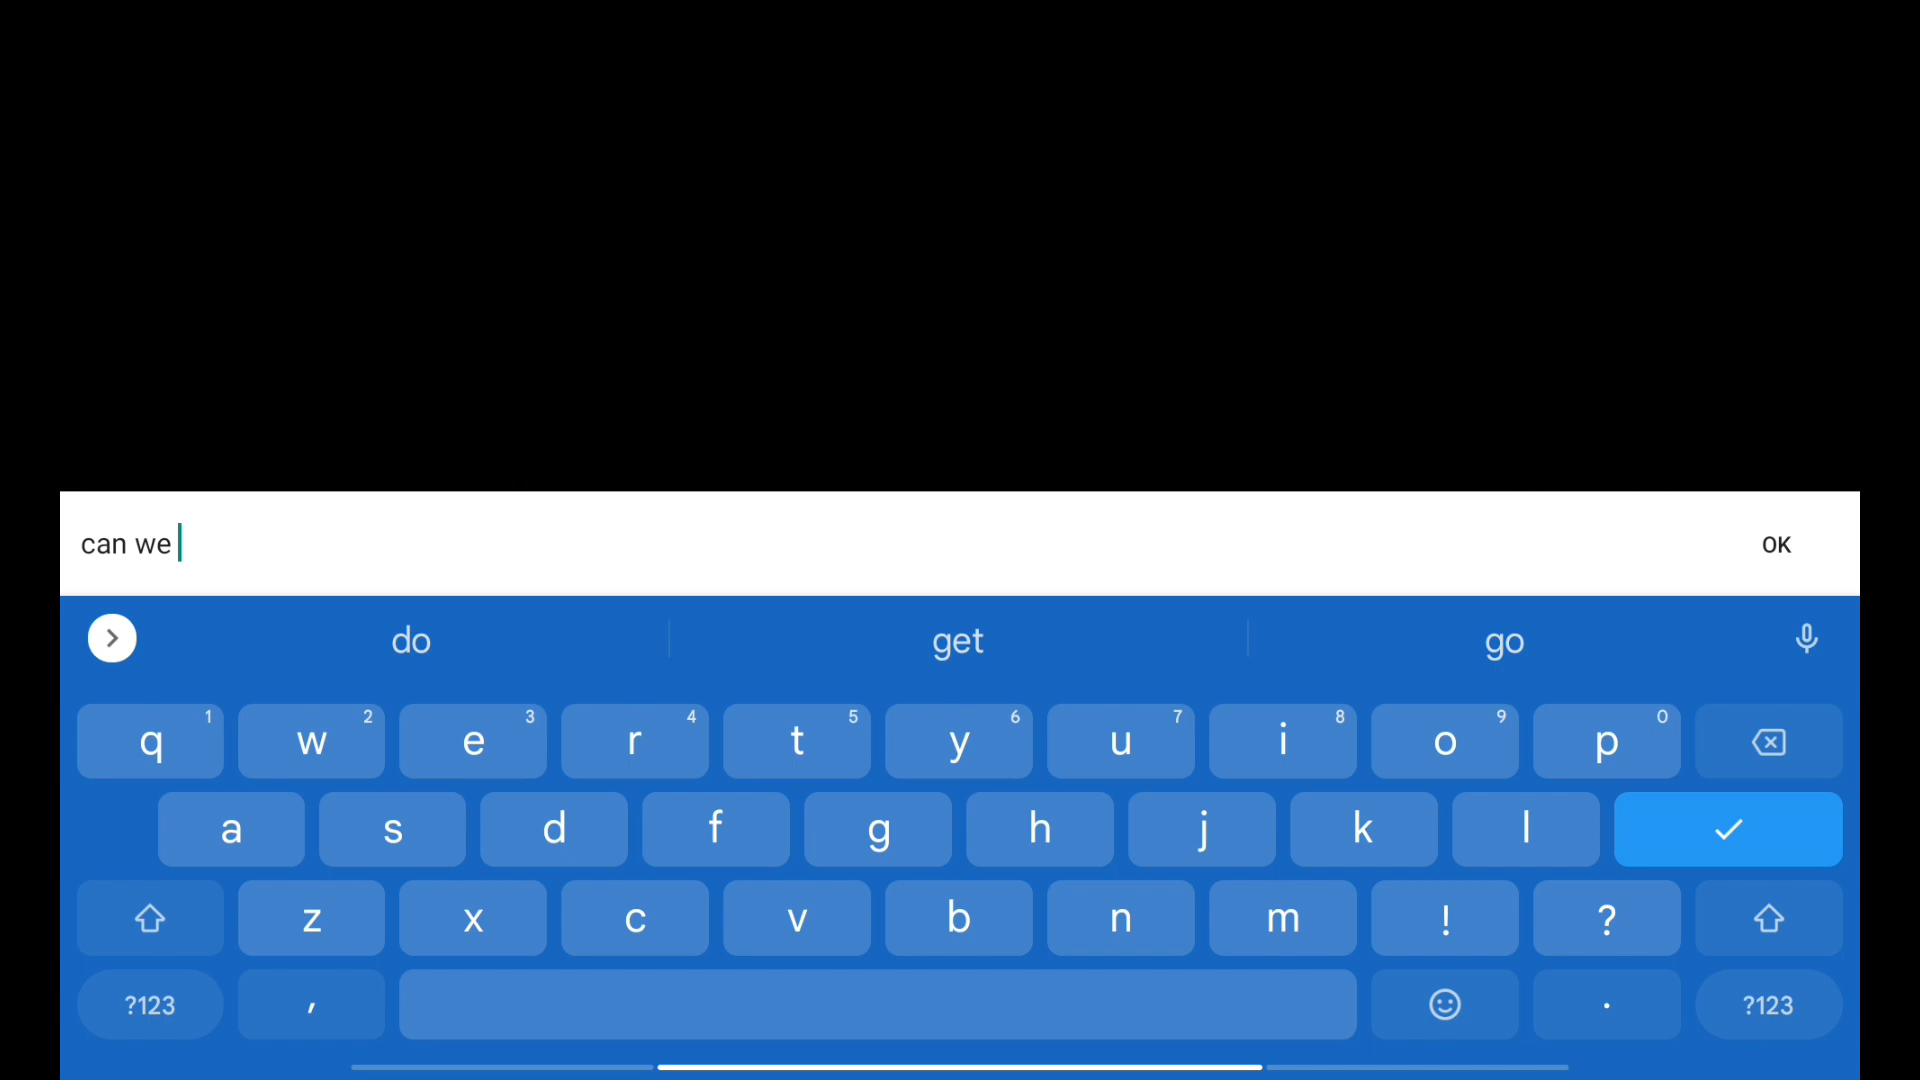 can we
OK
do get go
q 1 w 2 e 3 r 4 t 5 y 6 u 7 i 8 o 9 p 0
a s d f g h j k l
z x c v b n m ! ?
?123 , . ?123